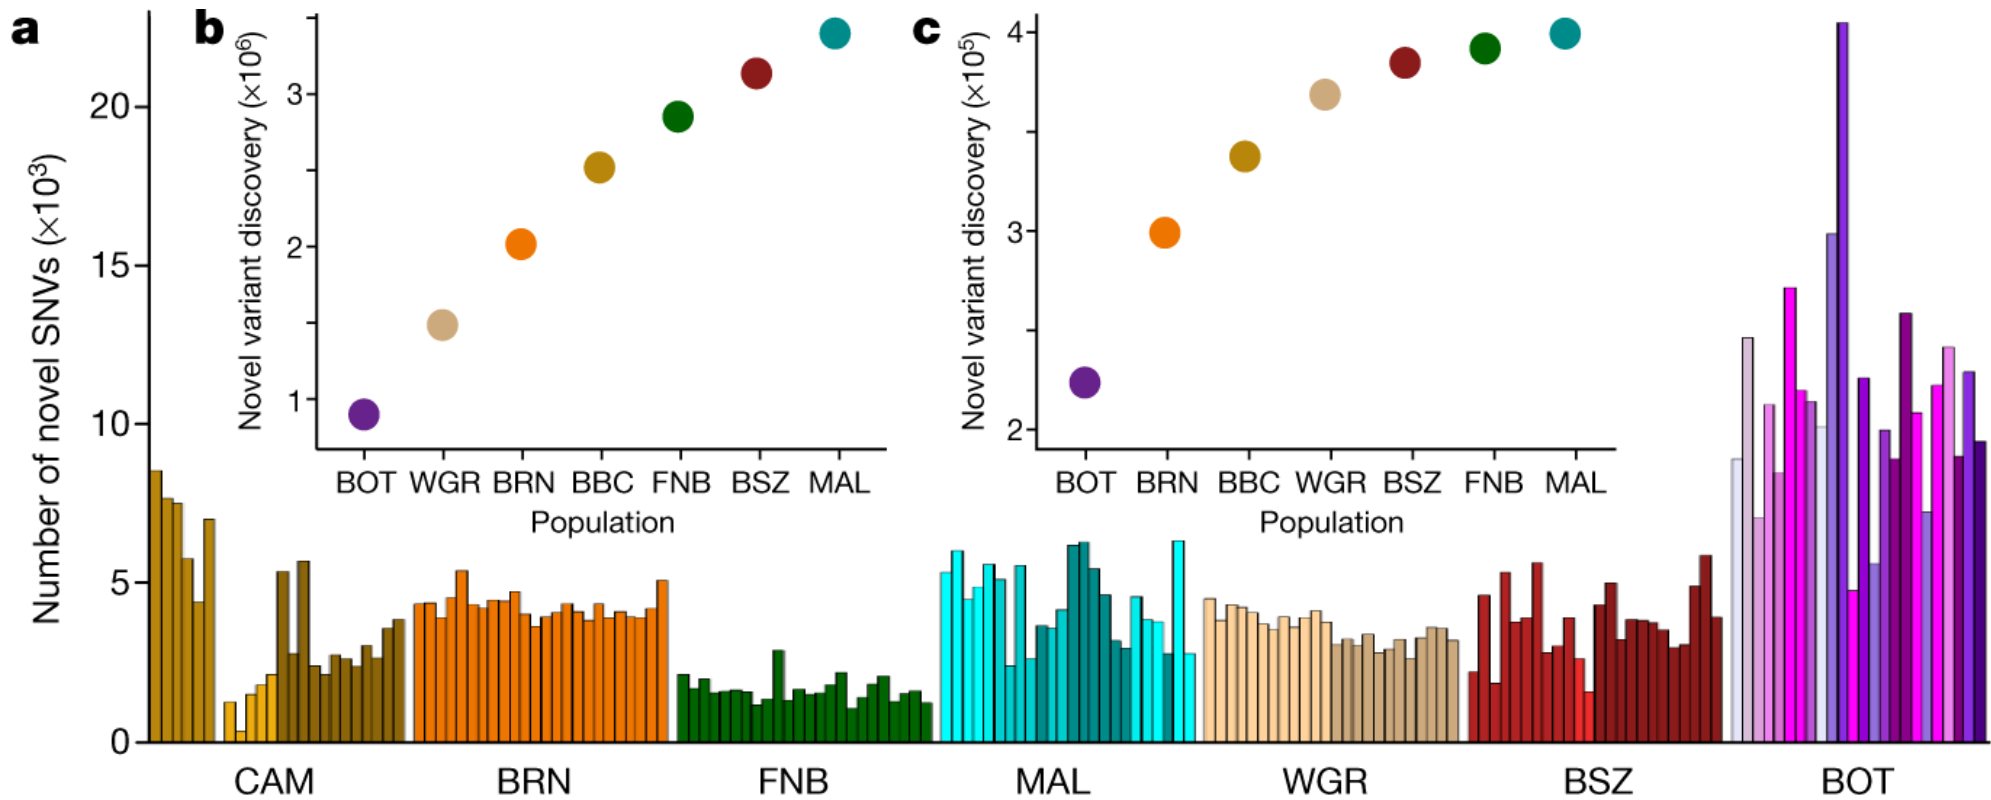 a
Number of novel SNVs (×10³)
20
15
10
5
0
CAM BRN FNB MAL WGR BSZ BOT
b
Novel variant discovery (×10⁶)
3
2
1
BOT WGR BRN BBC FNB BSZ MAL
Population
c
Novel variant discovery (×10⁵)
4
3
2
BOT BRN BBC WGR BSZ FNB MAL
Population